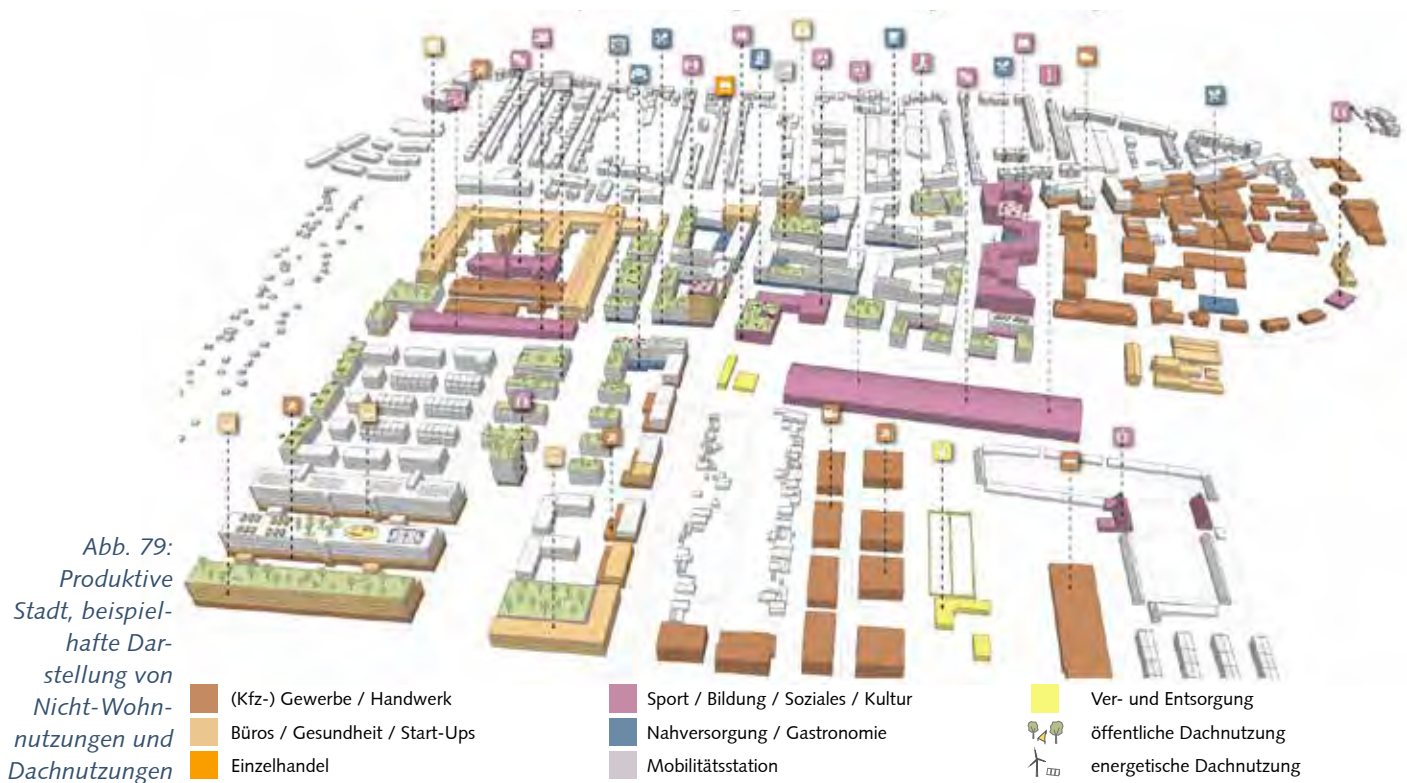 Abb. 79:
Produktive
Stadt, beispiel-
hafte Dar-
stellung von
Nicht-Wohn-
nutzungen und
Dachnutzungen
(Kfz-) Gewerbe / Handwerk
Büros / Gesundheit / Start-Ups
Einzelhandel
Sport / Bildung / Soziales / Kultur
Nahversorgung / Gastronomie
Mobilitätsstation
Ver- und Entsorgung
öffentliche Dachnutzung
energetische Dachnutzung